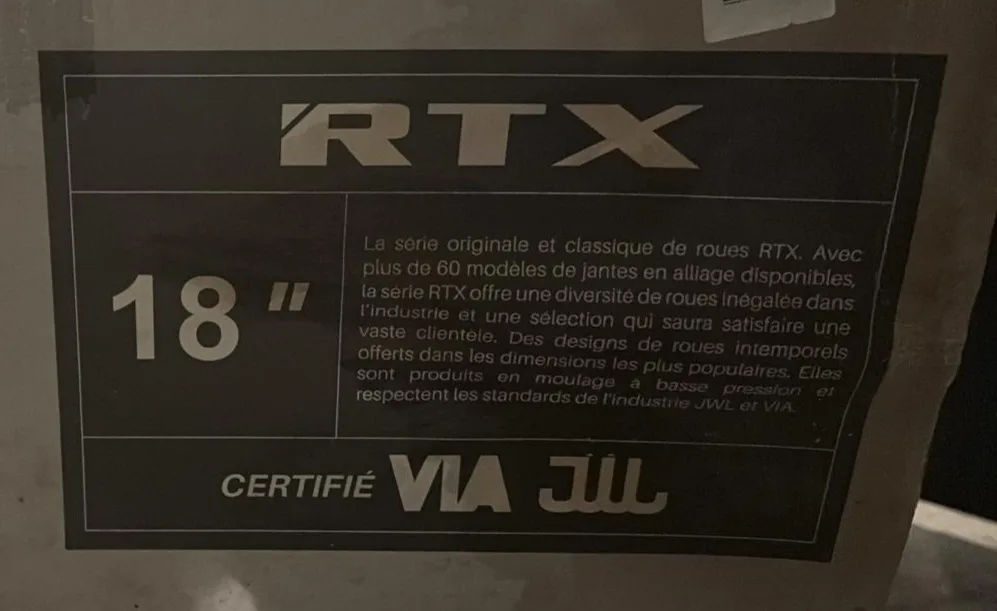 RTX
18"
La série originale et classique de roues RTX. Avec
plus de 60 modèles de jantes en alliage disponibles,
la série RTX offre une diversité de roues inégalée dans
l'industrie et une sélection qui saura satisfaire une
vaste clientèle. Des designs de roues intemporels
offerts dans les dimensions les plus populaires. Elles
sont produits en moulage à basse pression et
respectent les standards de l'industrie JWL et VIA.
CERTIFIÉ VIA JWL